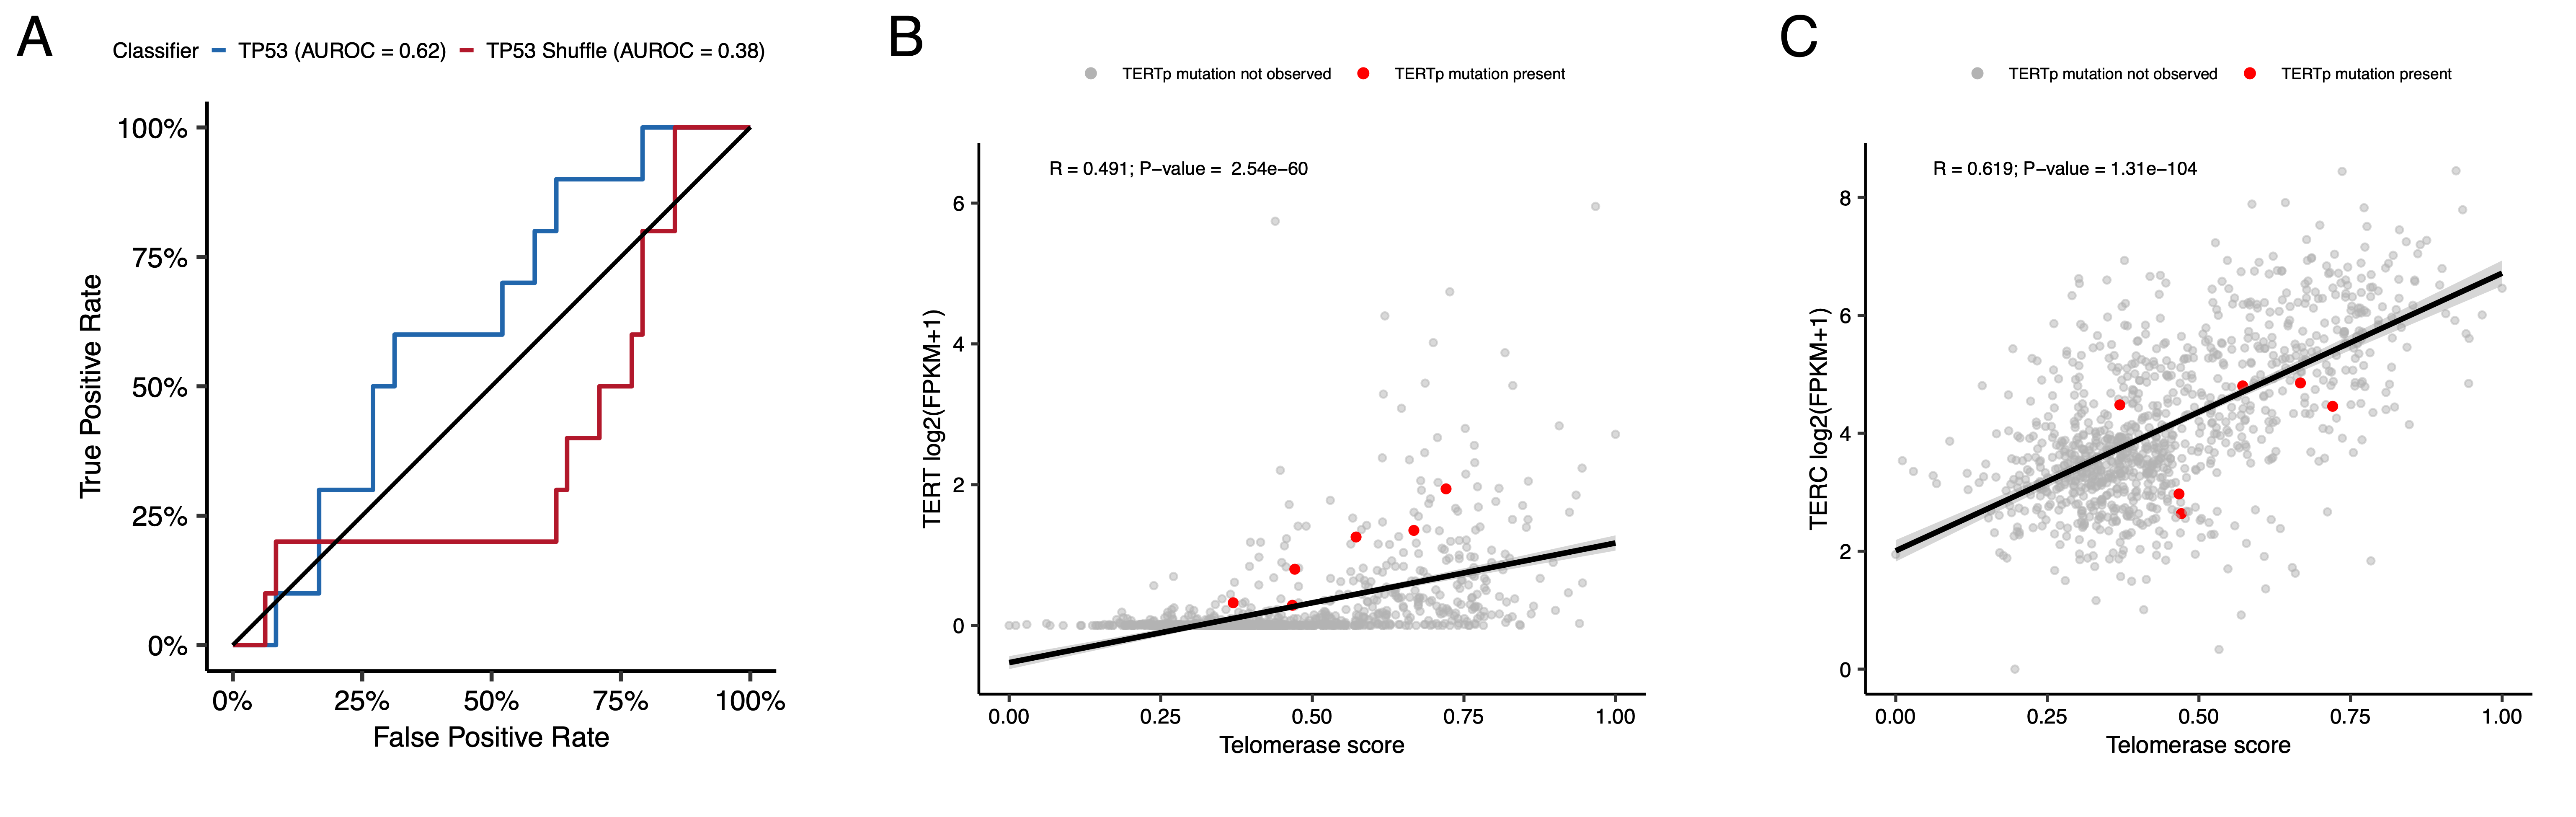 A
Classifier TP53 (AUROC = 0.62) TP53 Shuffle (AUROC = 0.38)
100%
75%
50%
25%
0%
True Positive Rate
0% 25% 50% 75% 100%
False Positive Rate
B
TERTp mutation not observed TERTp mutation present
R = 0.491; P−value = 2.54e−60
6
4
2
0
TERT log2(FPKM+1)
0.00 0.25 0.50 0.75 1.00
Telomerase score
C
TERTp mutation not observed TERTp mutation present
R = 0.619; P−value = 1.31e−104
8
6
4
2
0
TERC log2(FPKM+1)
0.00 0.25 0.50 0.75 1.00
Telomerase score